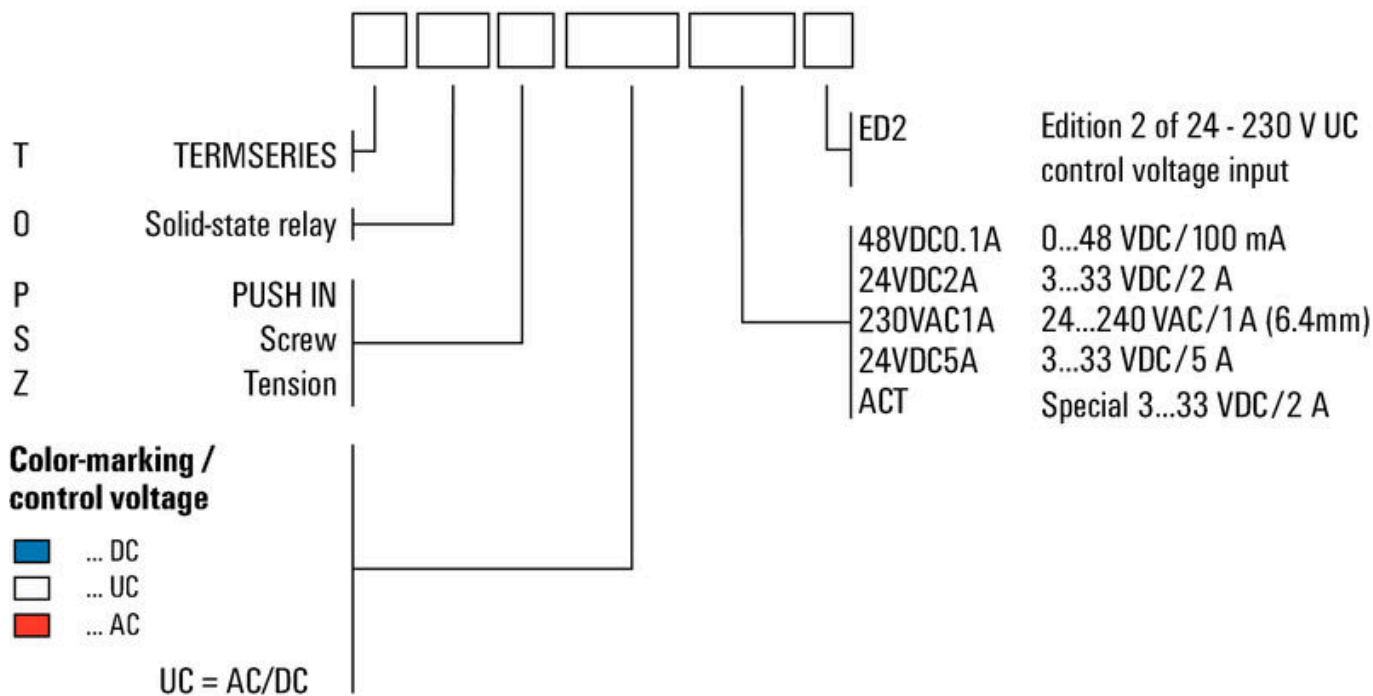 T TERMSERIES
O Solid-state relay
P PUSH IN
S Screw
Z Tension
Color-marking /
control voltage
... DC
... UC
... AC
UC = AC/DC
ED2 Edition 2 of 24 - 230 V UC
control voltage input
48VDC0.1A 0...48 VDC/100 mA
24VDC2A 3...33 VDC/2 A
230VAC1A 24...240 VAC/1A (6.4mm)
24VDC5A 3...33 VDC/5 A
ACT Special 3...33 VDC/2 A